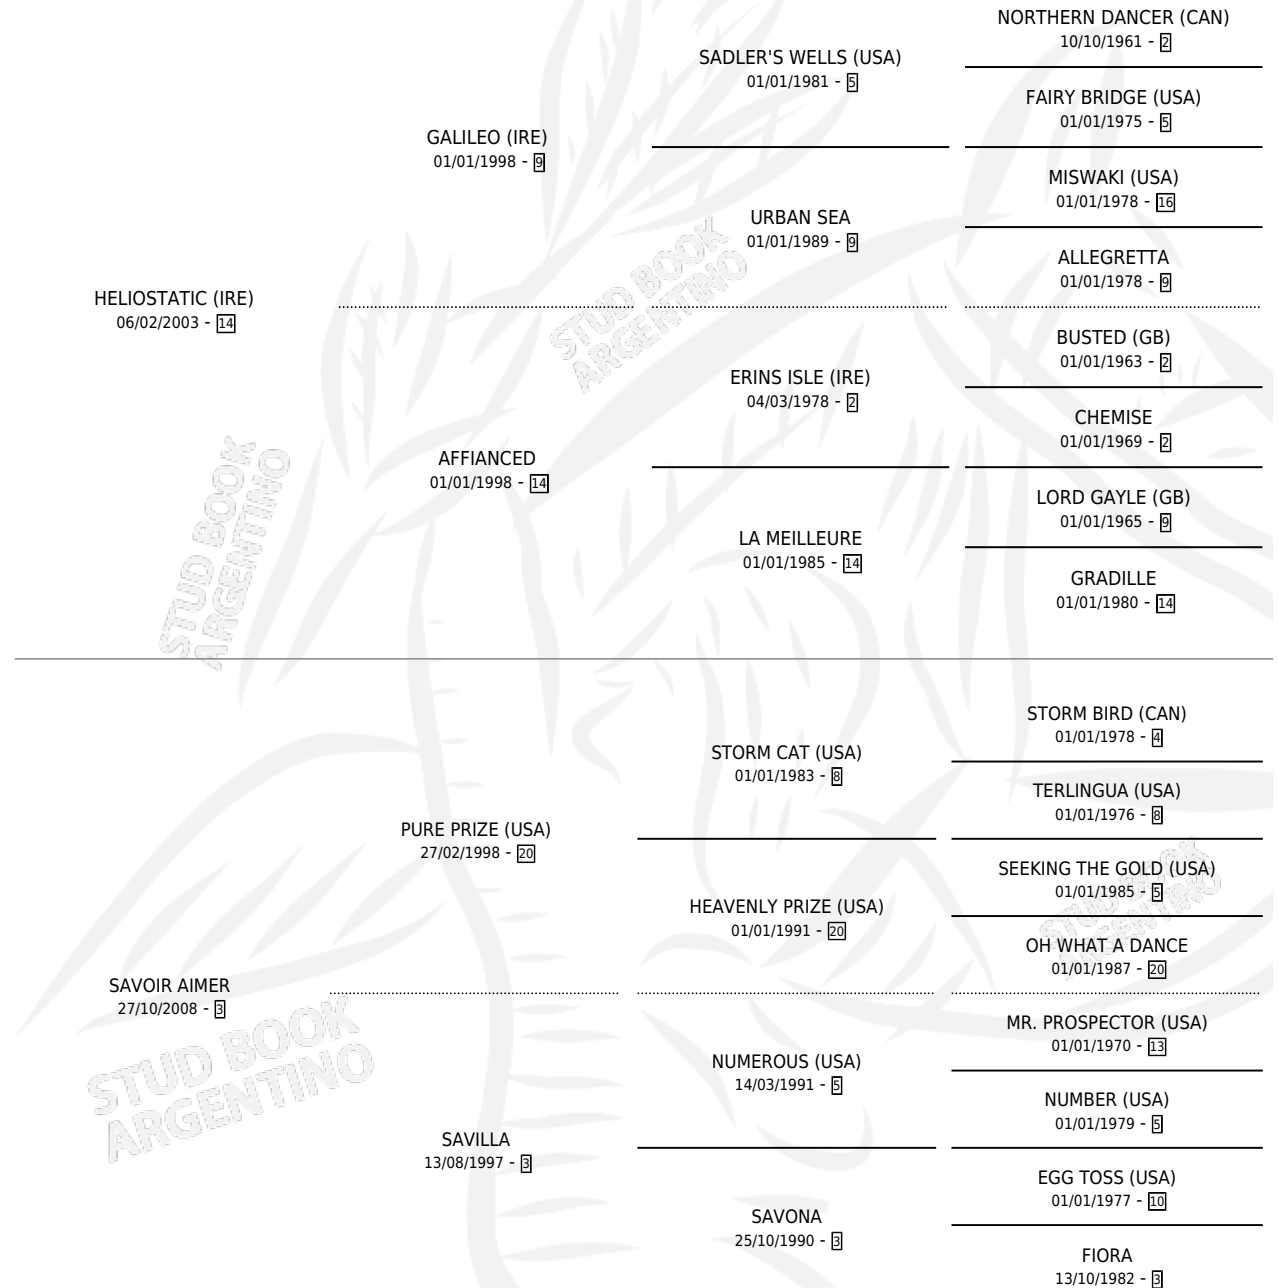 NORTHERN DANCER (CAN)
10/10/1961 - 2
SADLER'S WELLS (USA)
01/01/1981 - 5
FAIRY BRIDGE (USA)
01/01/1975 - 5
GALILEO (IRE)
01/01/1998 - 9
MISWAKI (USA)
01/01/1978 - 16
URBAN SEA
01/01/1989 - 9
ALLEGRETTA
01/01/1978 - 9
HELIOSTATIC (IRE)
06/02/2003 - 14
BUSTED (GB)
01/01/1963 - 2
ERINS ISLE (IRE)
04/03/1978 - 2
CHEMISE
01/01/1969 - 2
AFFIANCED
01/01/1998 - 14
LORD GAYLE (GB)
01/01/1965 - 9
LA MEILLEURE
01/01/1985 - 14
GRADILLE
01/01/1980 - 14
STORM BIRD (CAN)
01/01/1978 - 4
STORM CAT (USA)
01/01/1983 - 8
TERLINGUA (USA)
01/01/1976 - 8
PURE PRIZE (USA)
27/02/1998 - 20
SEEKING THE GOLD (USA)
01/01/1985 - 5
HEAVENLY PRIZE (USA)
01/01/1991 - 20
OH WHAT A DANCE
01/01/1987 - 20
SAVOIR AIMER
27/10/2008 - 3
MR. PROSPECTOR (USA)
01/01/1970 - 13
NUMEROUS (USA)
14/03/1991 - 5
NUMBER (USA)
01/01/1979 - 5
SAVILLA
13/08/1997 - 3
EGG TOSS (USA)
01/01/1977 - 10
SAVONA
25/10/1990 - 3
FIORA
13/10/1982 - 3
STUD BOOK
ARGENTINO
STUD BOOK
ARGENTINO
STUD BOOK
ARGENTINO
STUD BOOK
ARGENTINO